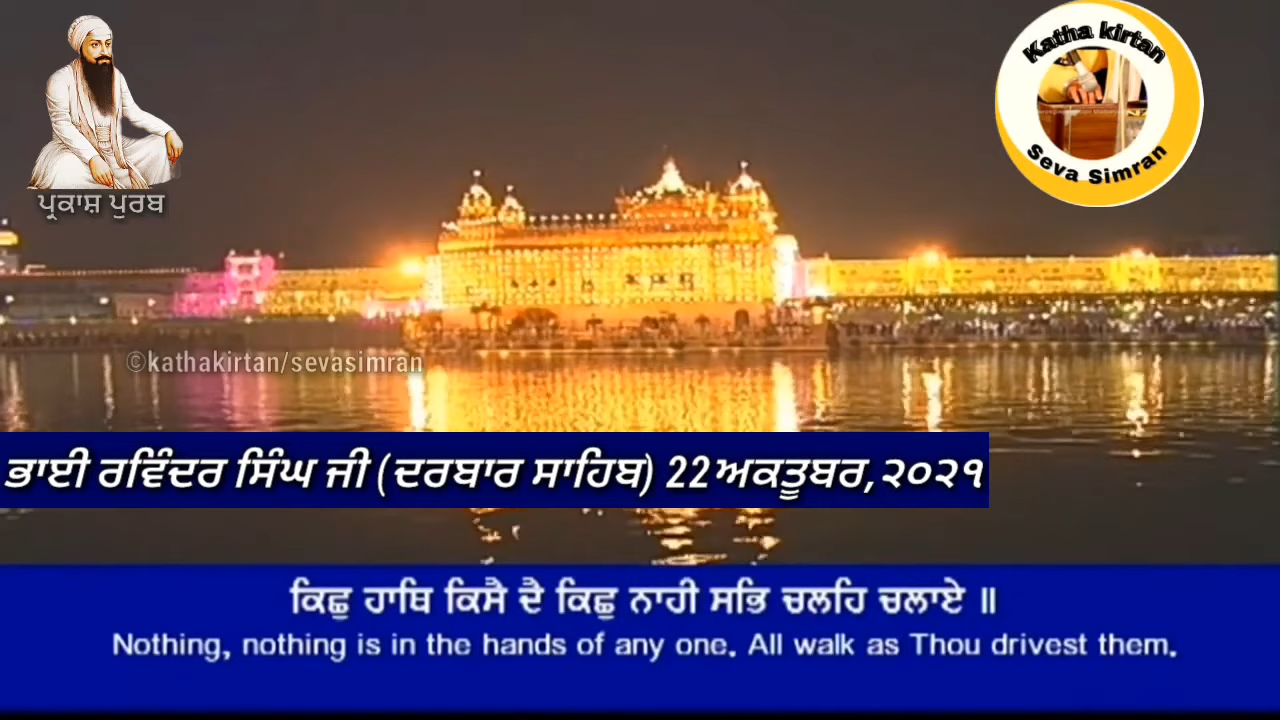 Katha kirtan
Seva Simran
ਪ੍ਰਕਾਸ਼ ਪੁਰਬ
©kathakirtan/sevasimran
ਭਾਈ ਰਵਿੰਦਰ ਸਿੰਘ ਜੀ (ਦਰਬਾਰ ਸਾਹਿਬ) 22ਅਕਤੂਬਰ,੨੦੨੧
ਕਿਛੁ ਹਾਥਿ ਕਿਸੈ ਦੈ ਕਿਛੁ ਨਾਹੀ ਸਭਿ ਚਲਹਿ ਚਲਾਏ ॥
Nothing, nothing is in the hands of any one. All walk as Thou drivest them.